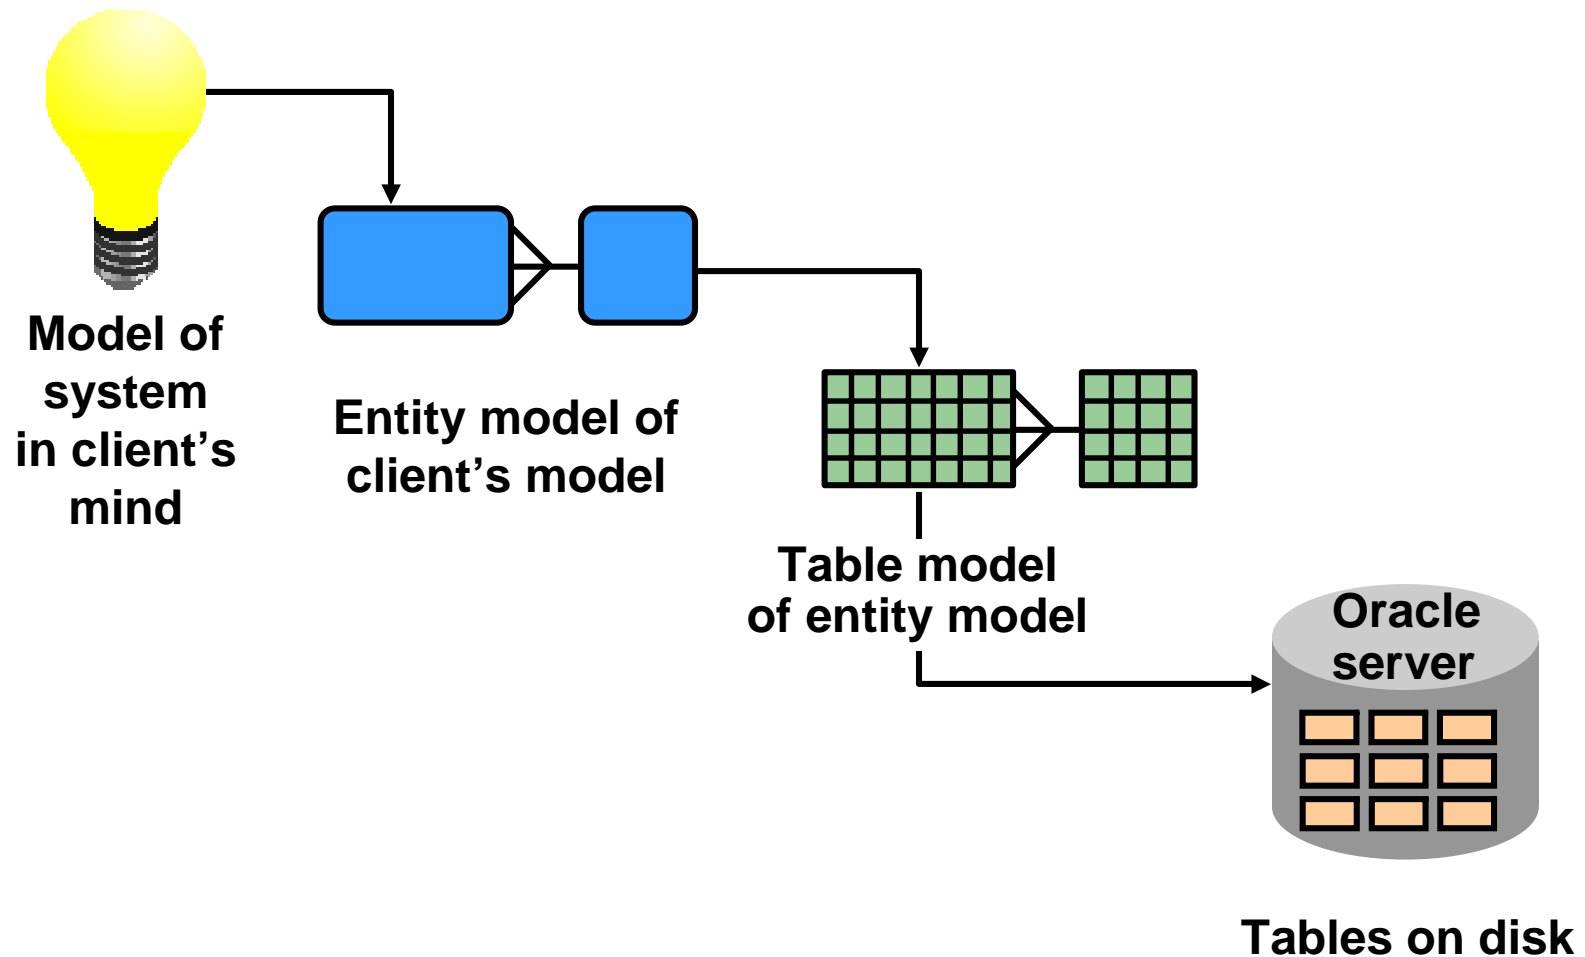 Model of
system
in client’s
mind
Entity model of
client’s model
Table model
of entity model
Oracle
server
Tables on disk